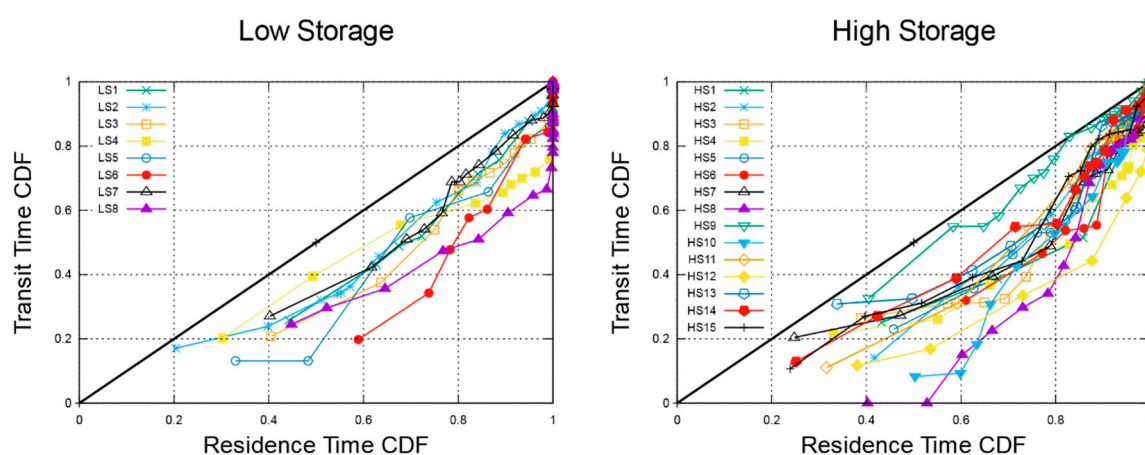 Low Storage
High Storage
Transit Time CDF
1
0.8
0.6
0.4
0.2
0
LS1
LS2
LS3
LS4
LS5
LS6
LS7
LS8
0
0.2
0.4
0.6
0.8
1
Residence Time CDF
Transit Time CDF
1
0.8
0.6
0.4
0.2
0
HS1
HS2
HS3
HS4
HS5
HS6
HS7
HS8
HS9
HS10
HS11
HS12
HS13
HS14
HS15
0
0.2
0.4
0.6
0.8
Residence Time CDF